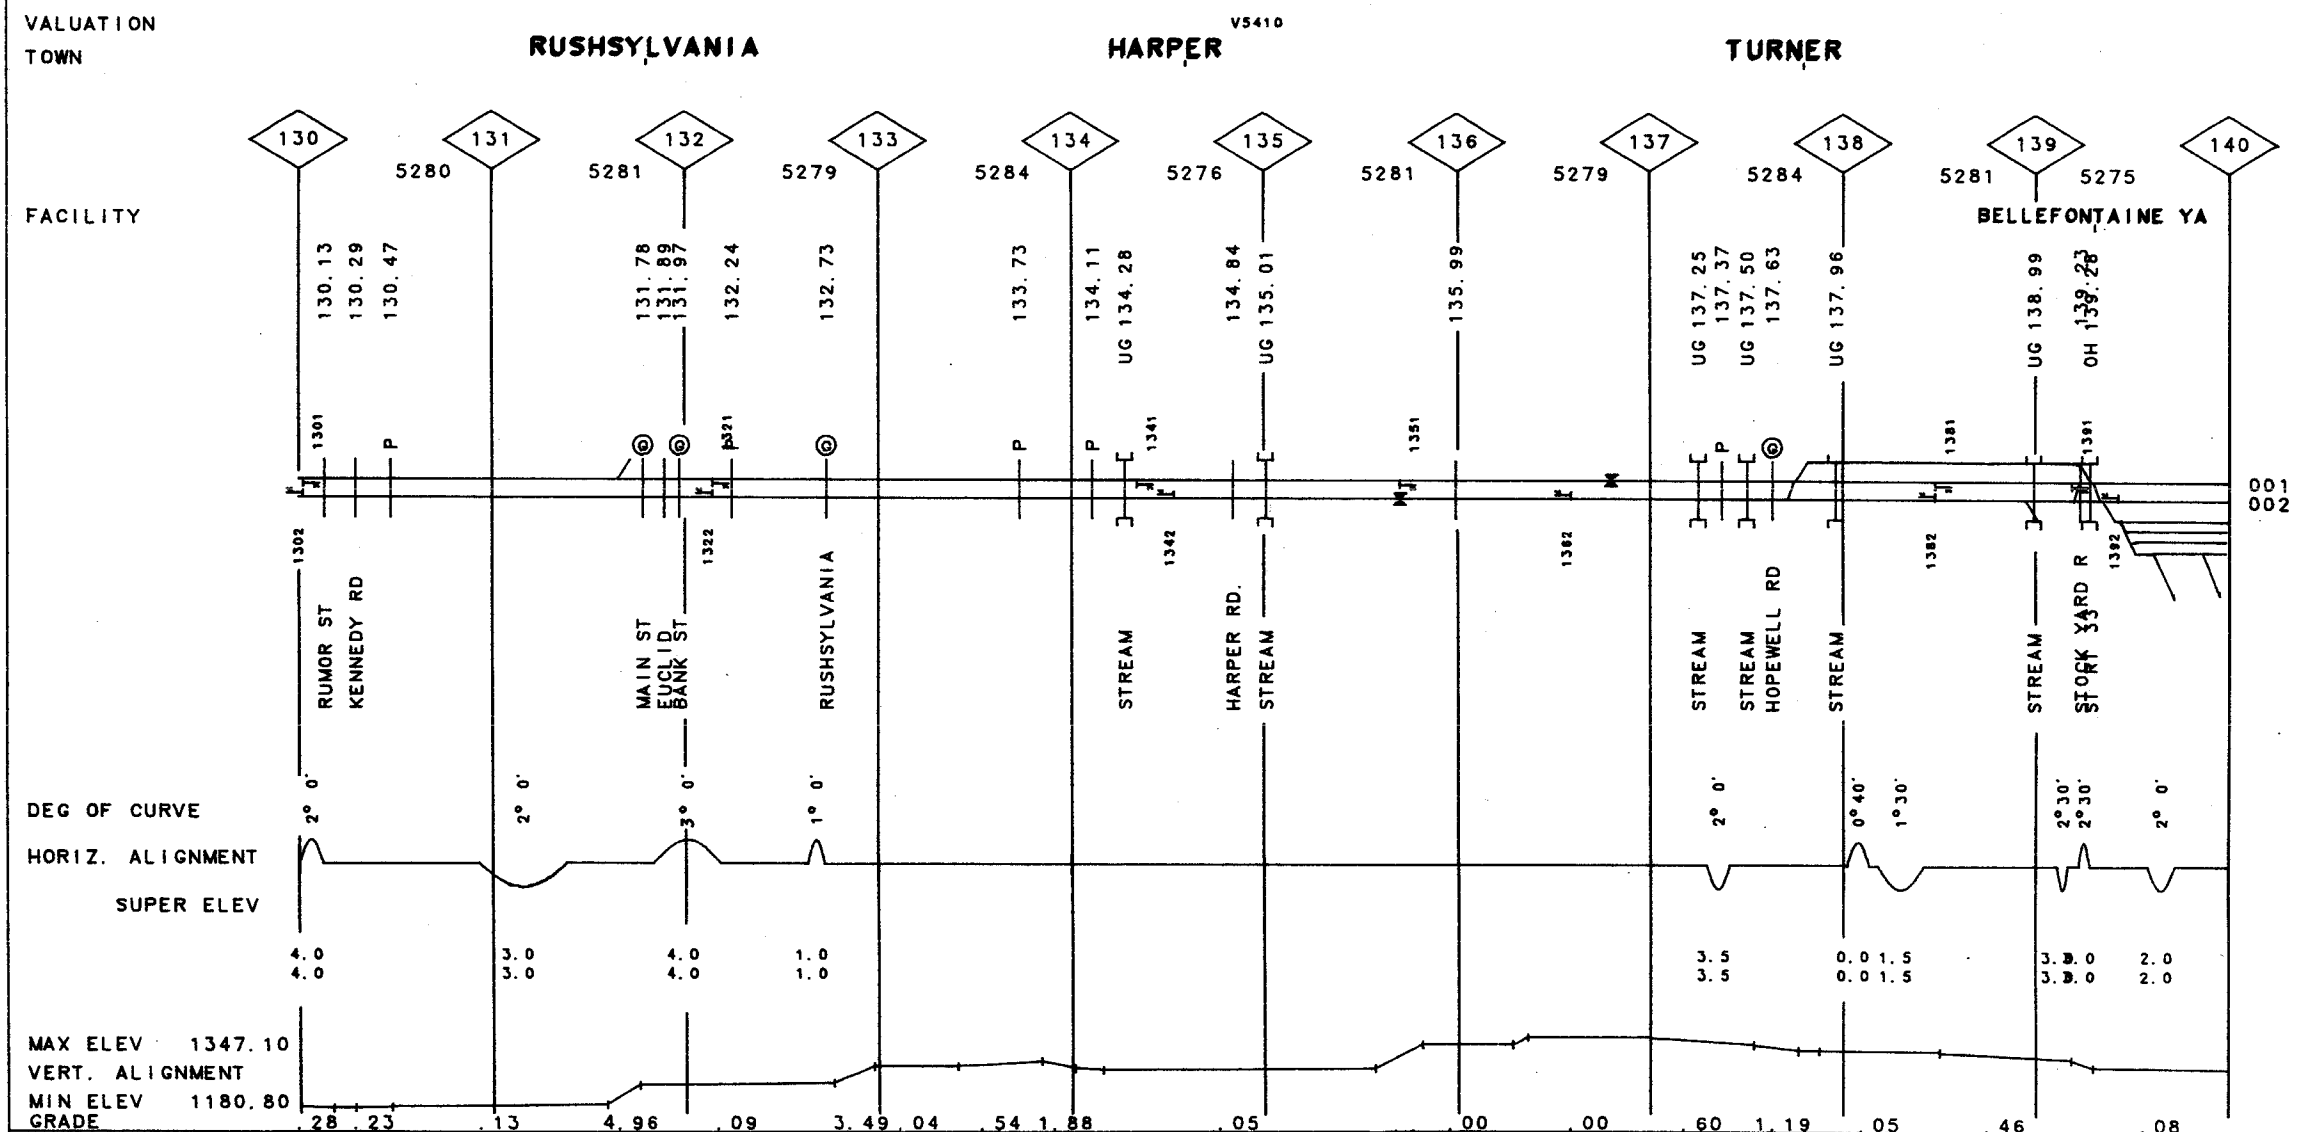 VALUATION V5410
TOWN RUSHSYLVANIA HARPER TURNER
130 131 132 133 134 135 136 137 138 139 140
5280 5281 5279 5284 5276 5281 5279 5284 5281 5275
FACILITY BELLEFONTAINE YA
130.13 130.29 130.47 131.78 131.89 131.97 132.24 132.73 133.73 134.11 UG 134.28 134.84 UG 135.01 135.99 UG 137.25 137.37 UG 137.50 137.63 UG 137.96 UG 138.99 139.23 OH 139.28
1301 1321 1341 1351 1381 1391
P G G P G P P P G
001
002
1302 1322 1342 1362 1382 1392
RUMOR ST KENNEDY RD MAIN ST EUCLID BANK ST RUSHSYLVANIA STREAM HARPER RD. STREAM STREAM STREAM HOPEWELL RD STREAM STREAM STOCK YARD R ST RT 33
DEG OF CURVE 2° 0' 2° 0' 3° 0' 1° 0' 2° 0' 0° 40' 1° 30' 2° 30' 2° 30' 2° 0'
HORIZ. ALIGNMENT
SUPER ELEV
4.0 3.0 4.0 1.0 3.5 0.0 1.5 2.0
4.0 3.0 4.0 1.0 3.5 0.0 1.5 2.0
MAX ELEV 1347.10
VERT. ALIGNMENT
MIN ELEV 1180.80
GRADE .28 .23 .13 4.96 .09 3.49 .04 .54 1.88 .05 .00 .00 .60 1.19 .05 .46 .08